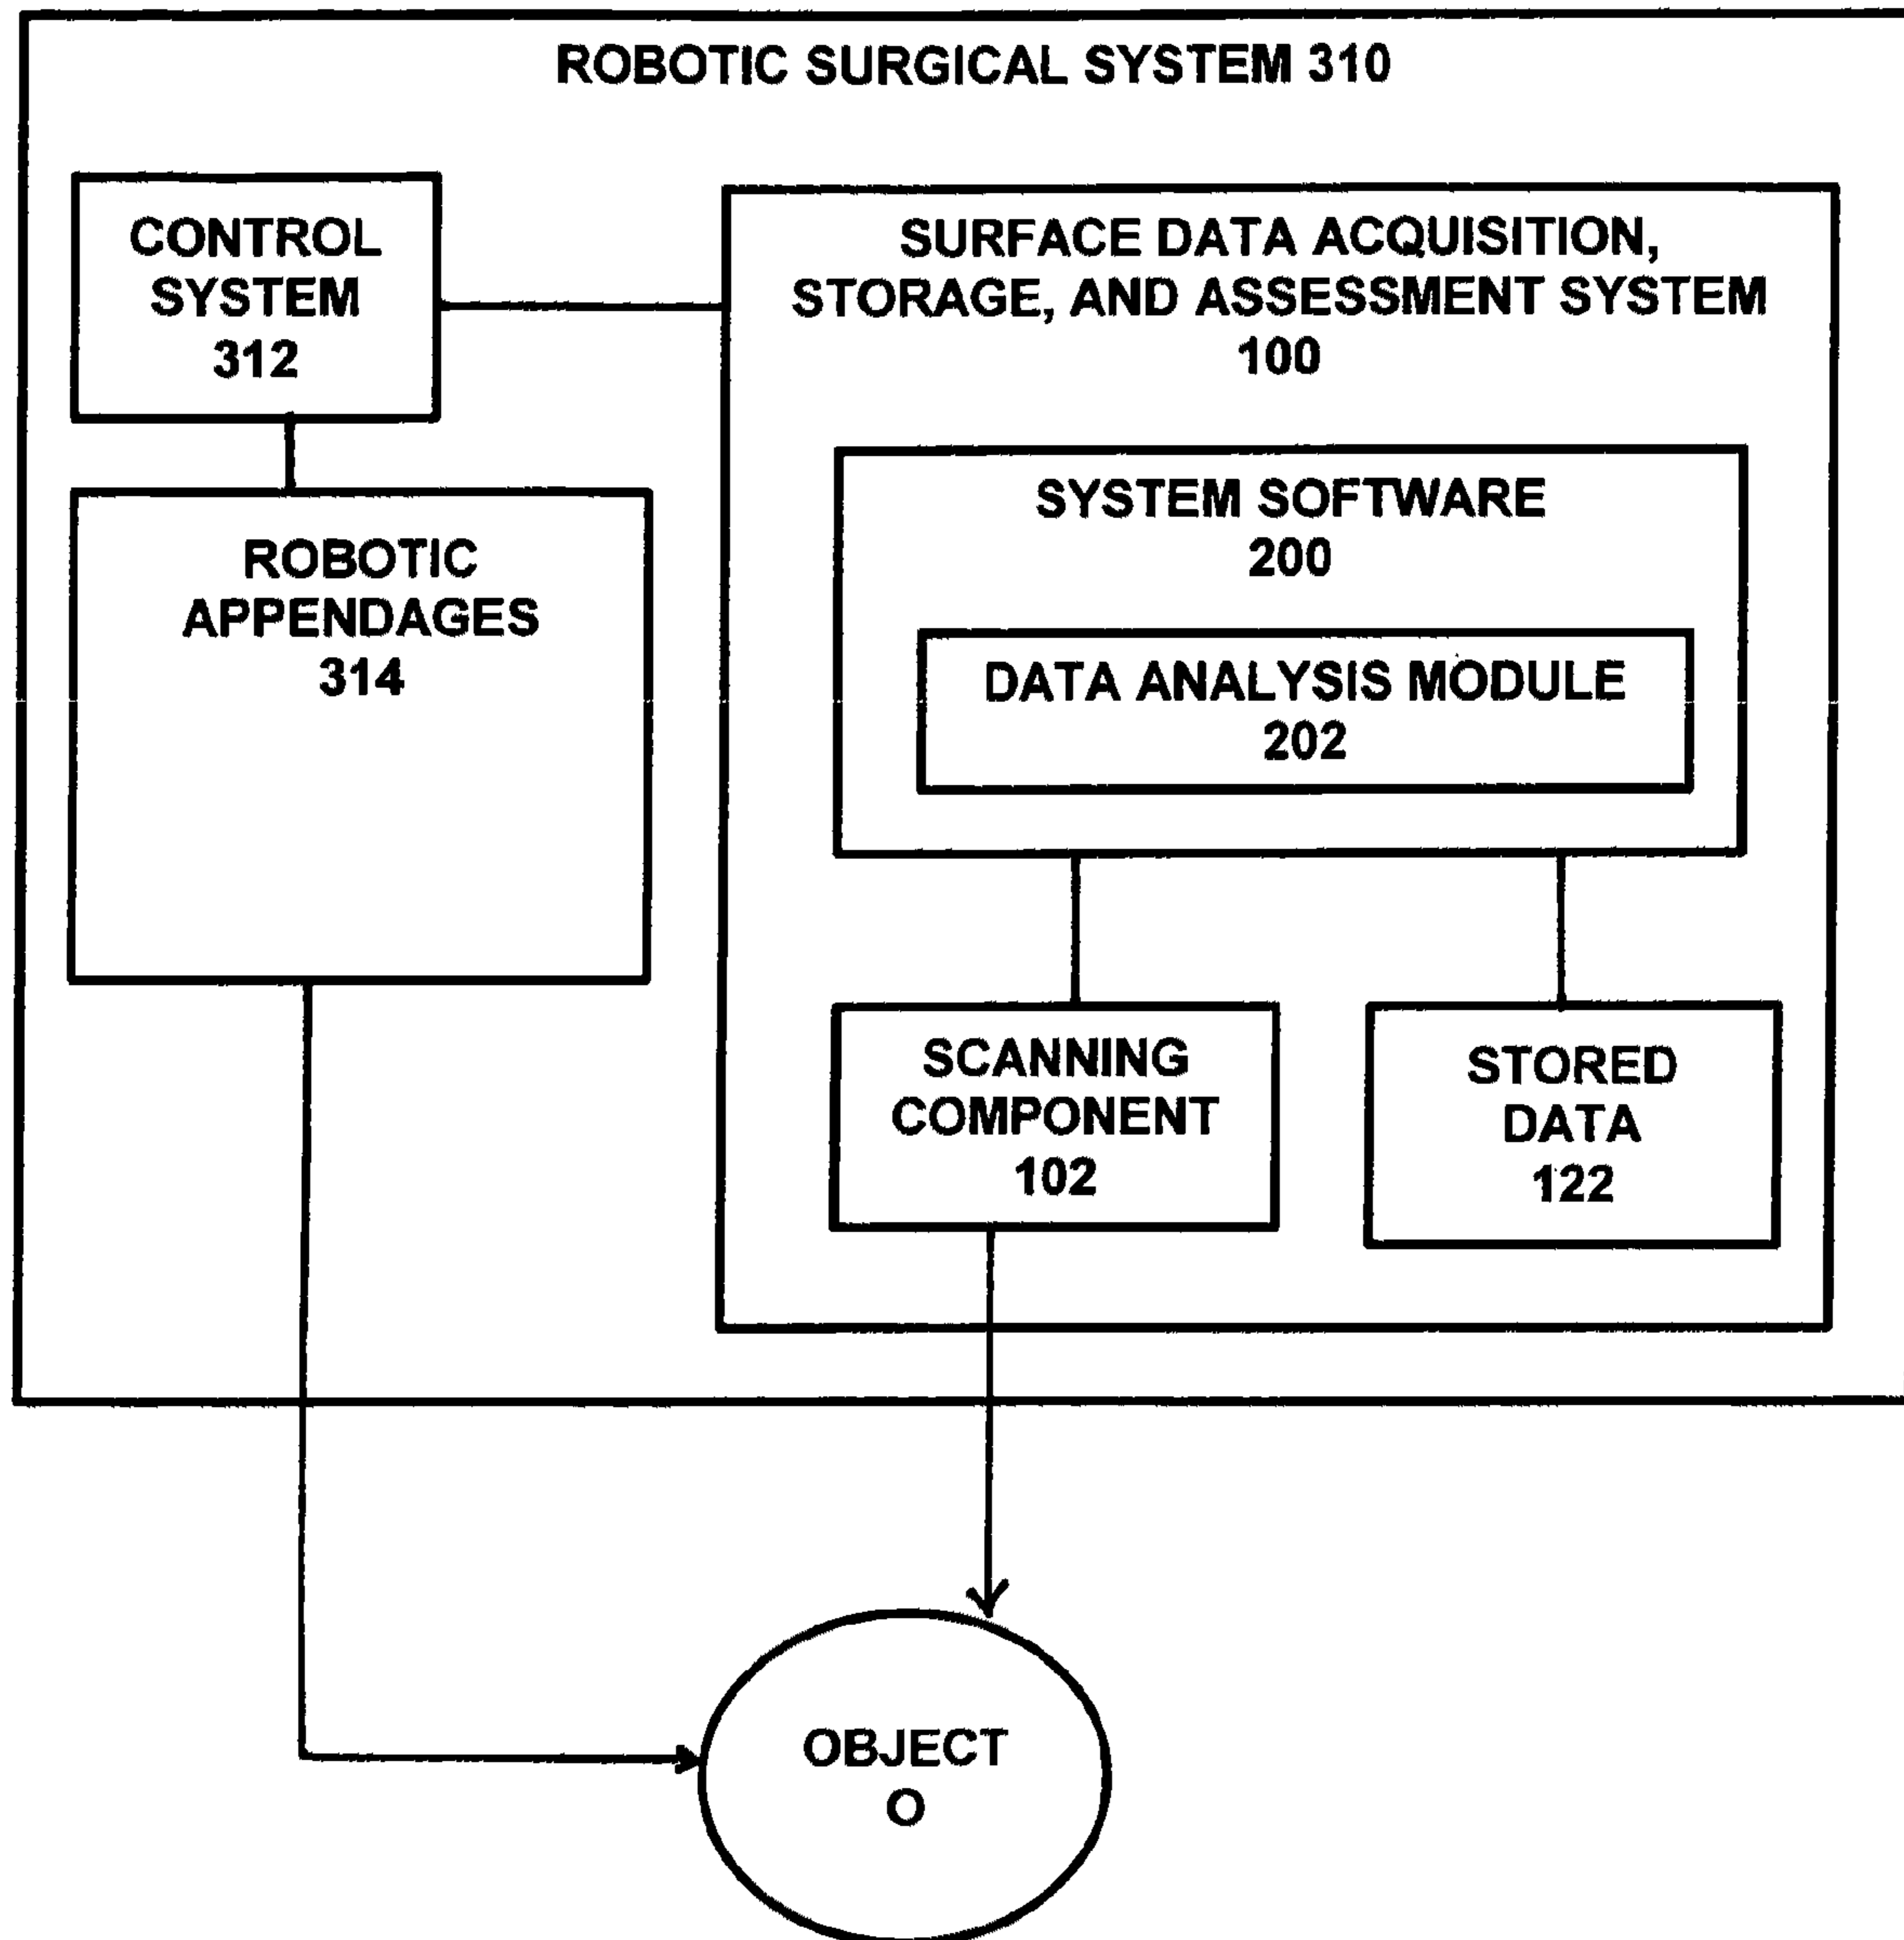 ROBOTIC SURGICAL SYSTEM 310
CONTROL
SYSTEM
312
SURFACE DATA ACQUISITION,
STORAGE, AND ASSESSMENT SYSTEM
100
ROBOTIC
APPENDAGES
314
SYSTEM SOFTWARE
200
DATA ANALYSIS MODULE
202
SCANNING
COMPONENT
102
STORED
DATA
122
OBJECT
O